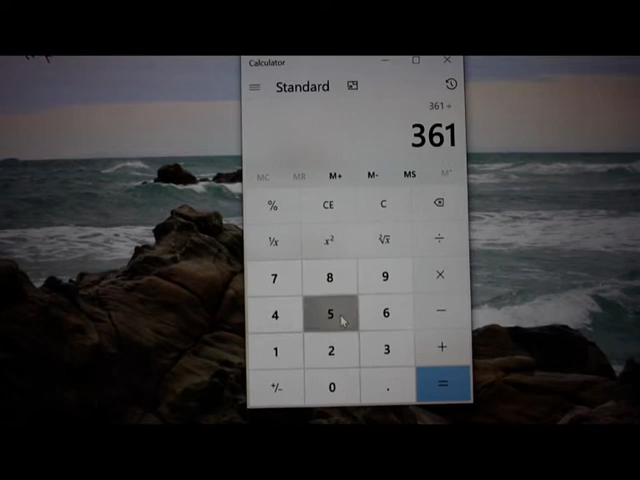 Calculator
Standard
361 ÷
361
MC MR M+ M- MS M˅
% CE C
¹/x x² ²√x ÷
7 8 9 ×
4 5 6 −
1 2 3 +
+/− 0 . =